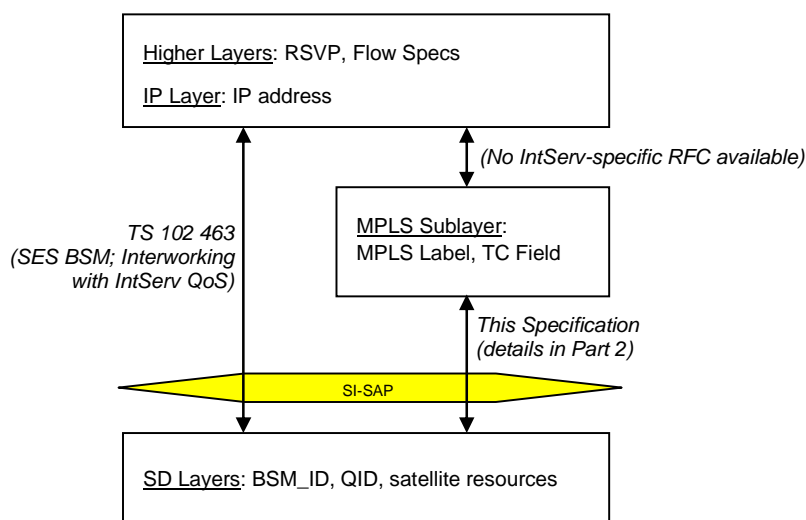 Higher Layers: RSVP, Flow Specs
IP Layer: IP address
(No IntServ-specific RFC available)
TS 102 463
(SES BSM; Interworking
with IntServ QoS)
MPLS Sublayer:
MPLS Label, TC Field
This Specification
(details in Part 2)
SI-SAP
SD Layers: BSM_ID, QID, satellite resources